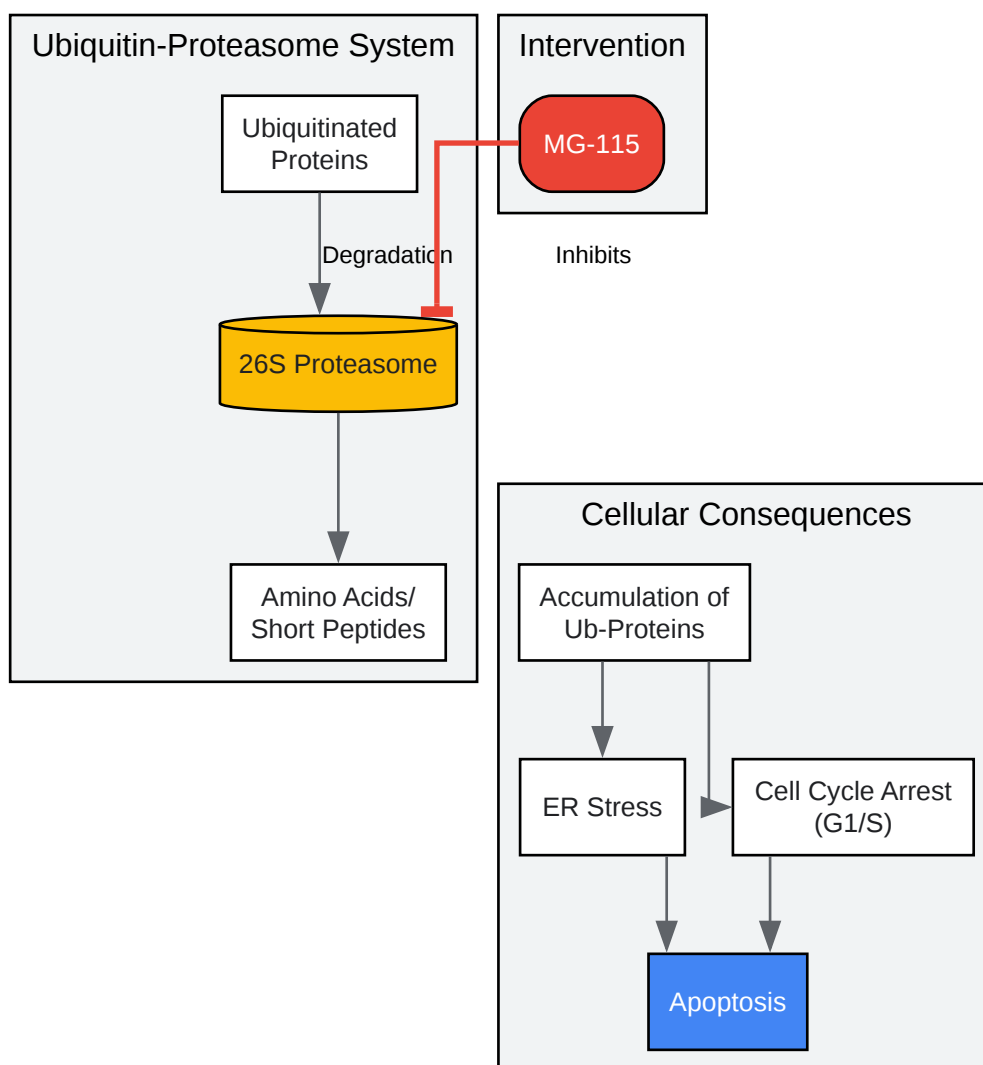 Ubiquitin-Proteasome System
Ubiquitinated
Proteins
Degradation
26S Proteasome
Amino Acids/
Short Peptides
Intervention
MG-115
Inhibits
Cellular Consequences
Accumulation of
Ub-Proteins
ER Stress
Cell Cycle Arrest
(G1/S)
Apoptosis